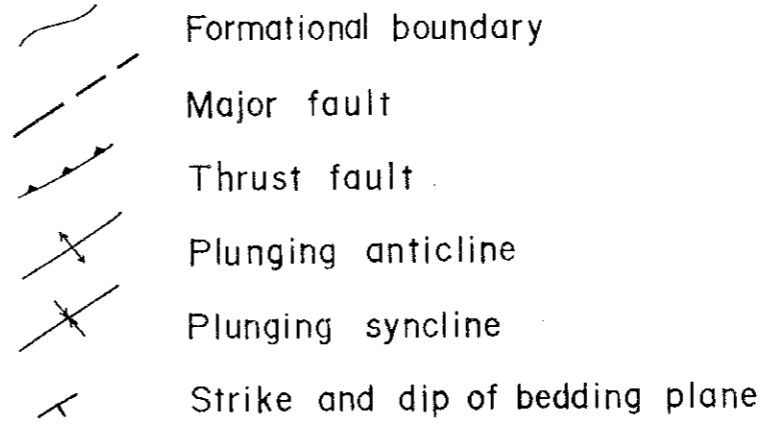 Formational boundary
Major fault
Thrust fault
Plunging anticline
Plunging syncline
Strike and dip of bedding plane